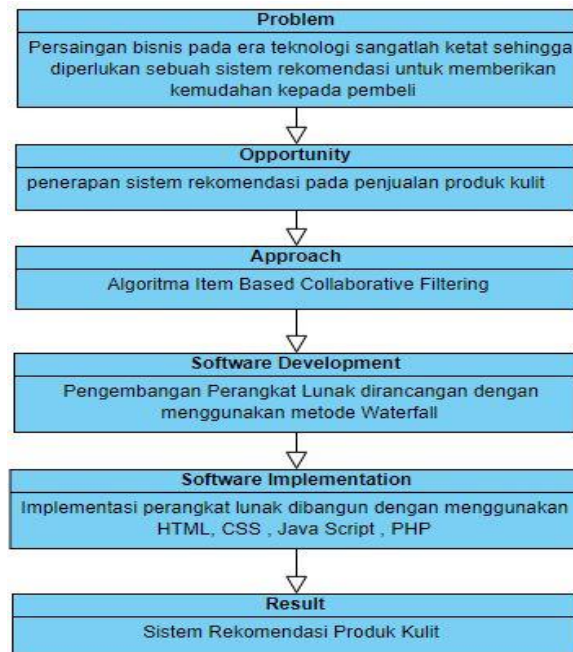 Problem
Persaingan bisnis pada era teknologi sangatlah ketat sehingga
diperlukan sebuah sistem rekomendasi untuk memberikan
kemudahan kepada pembeli
Opportunity
penerapan sistem rekomendasi pada penjualan produk kulit
Approach
Algoritma Item Based Collaborative Filtering
Software Development
Pengembangan Perangkat Lunak dirancangan dengan
menggunakan metode Waterfall
Software Implementation
Implementasi perangkat lunak dibangun dengan menggunakan
HTML, CSS , Java Script , PHP
Result
Sistem Rekomendasi Produk Kulit